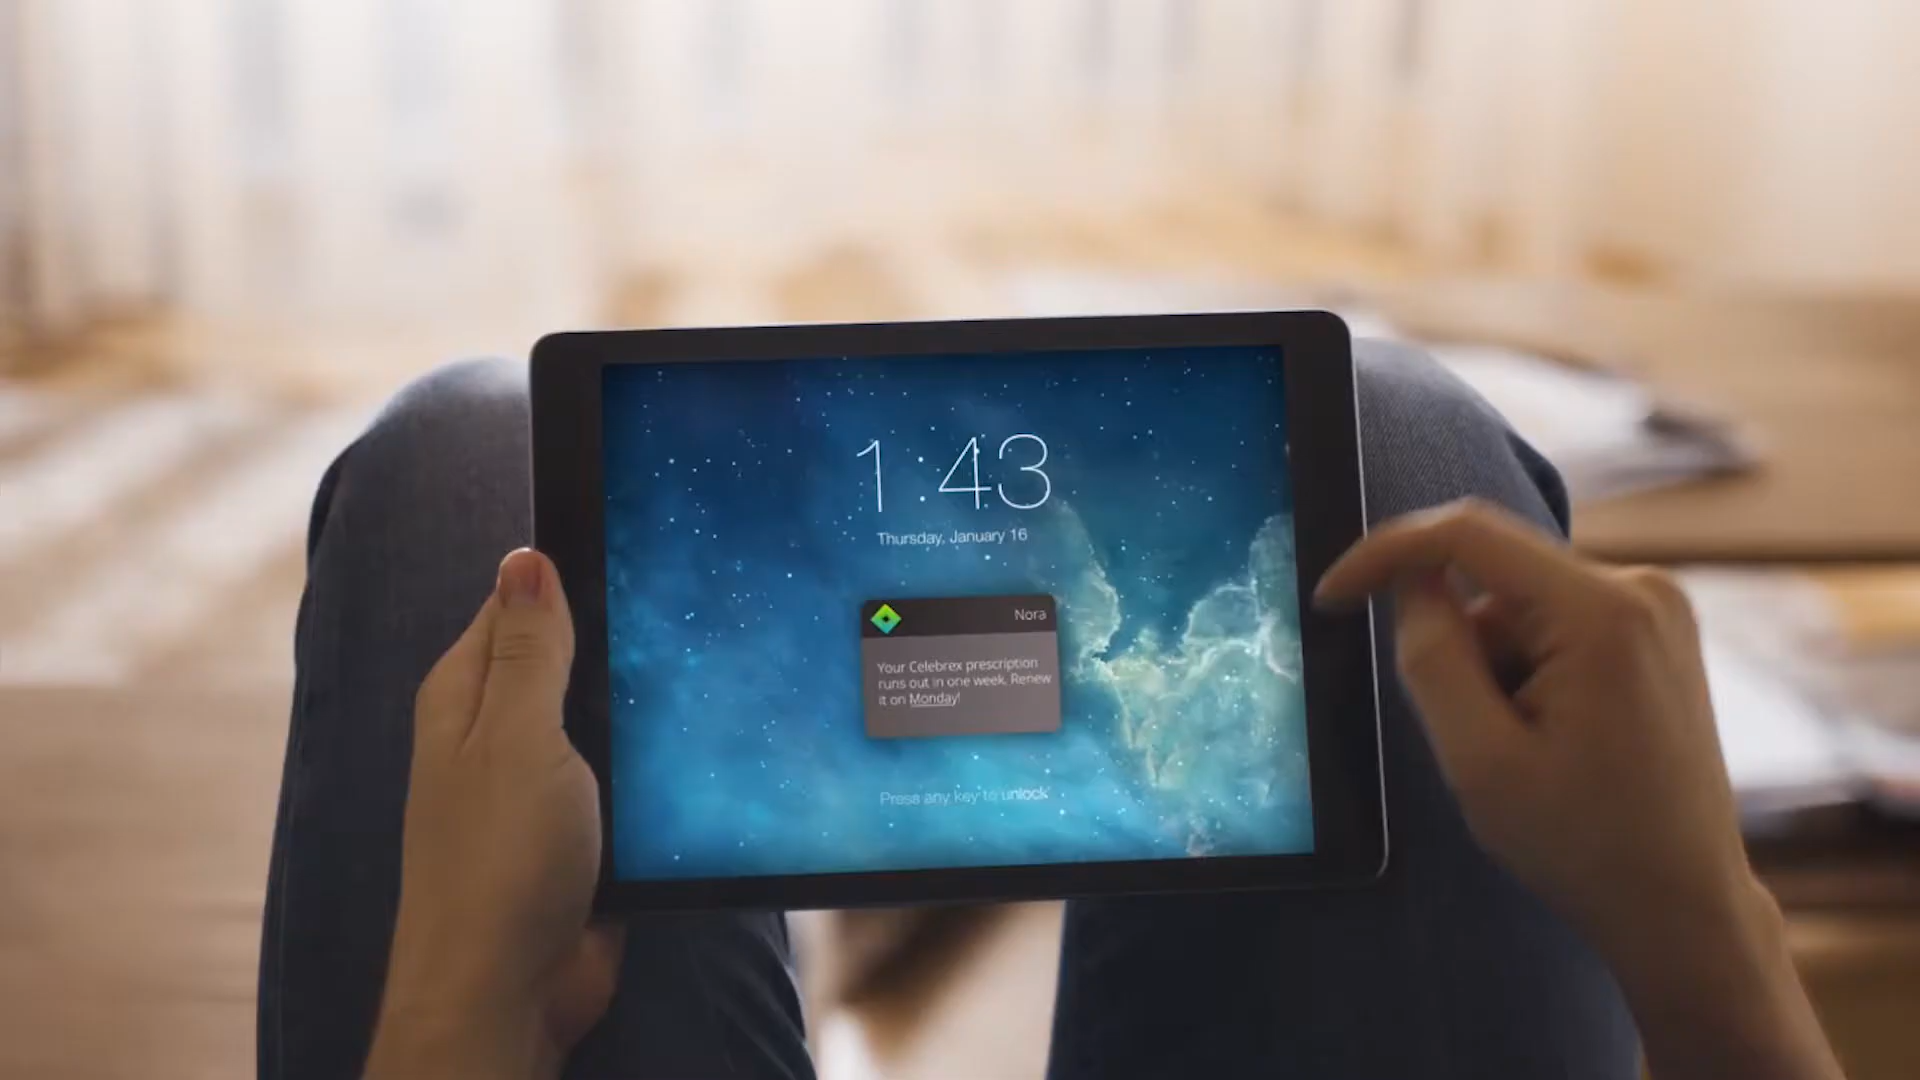 1:43
Thursday, January 16
Nora
Your Celebrex prescription
runs out in one week. Renew
it on Monday!
Press any key to unlock